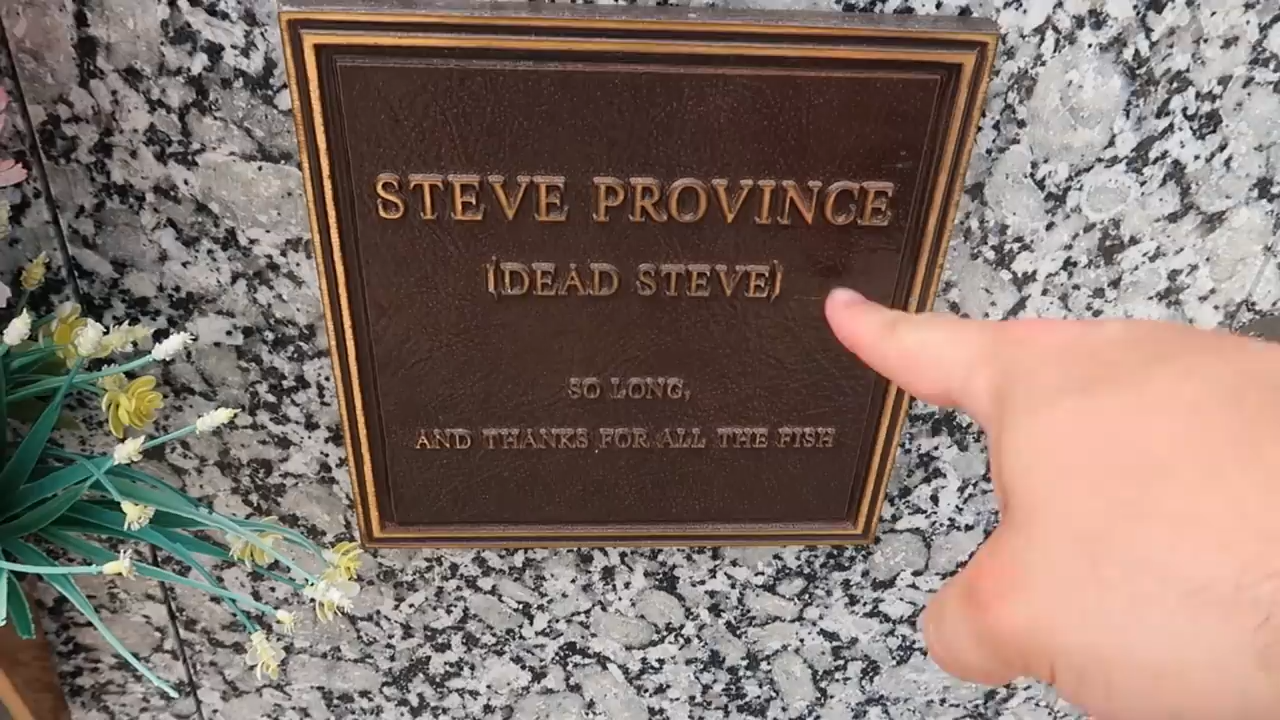 STEVE PROVINCE
(DEAD STEVE)
SO LONG,
AND THANKS FOR ALL THE FISH